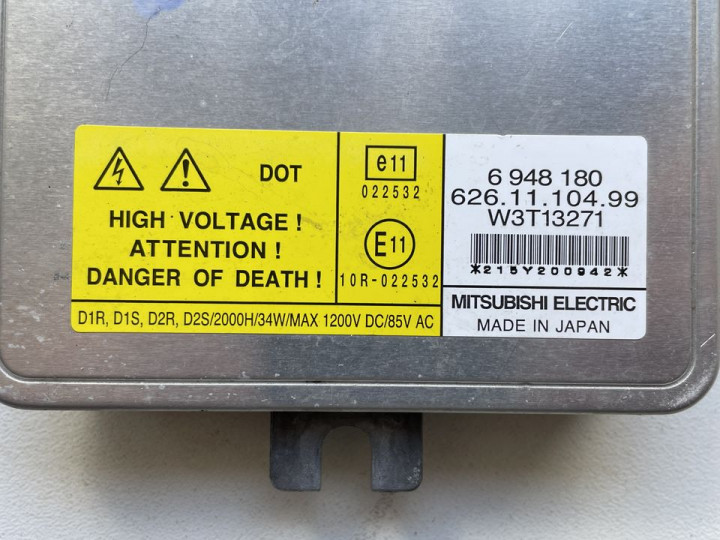 DOT
HIGH VOLTAGE !
ATTENTION !
DANGER OF DEATH !
e11
022532
E11
10R-022532
D1R, D1S, D2R, D2S/2000H/34W/MAX 1200V DC/85V AC
6 948 180
626.11.104.99
W3T13271
*215Y200942*
MITSUBISHI ELECTRIC
MADE IN JAPAN